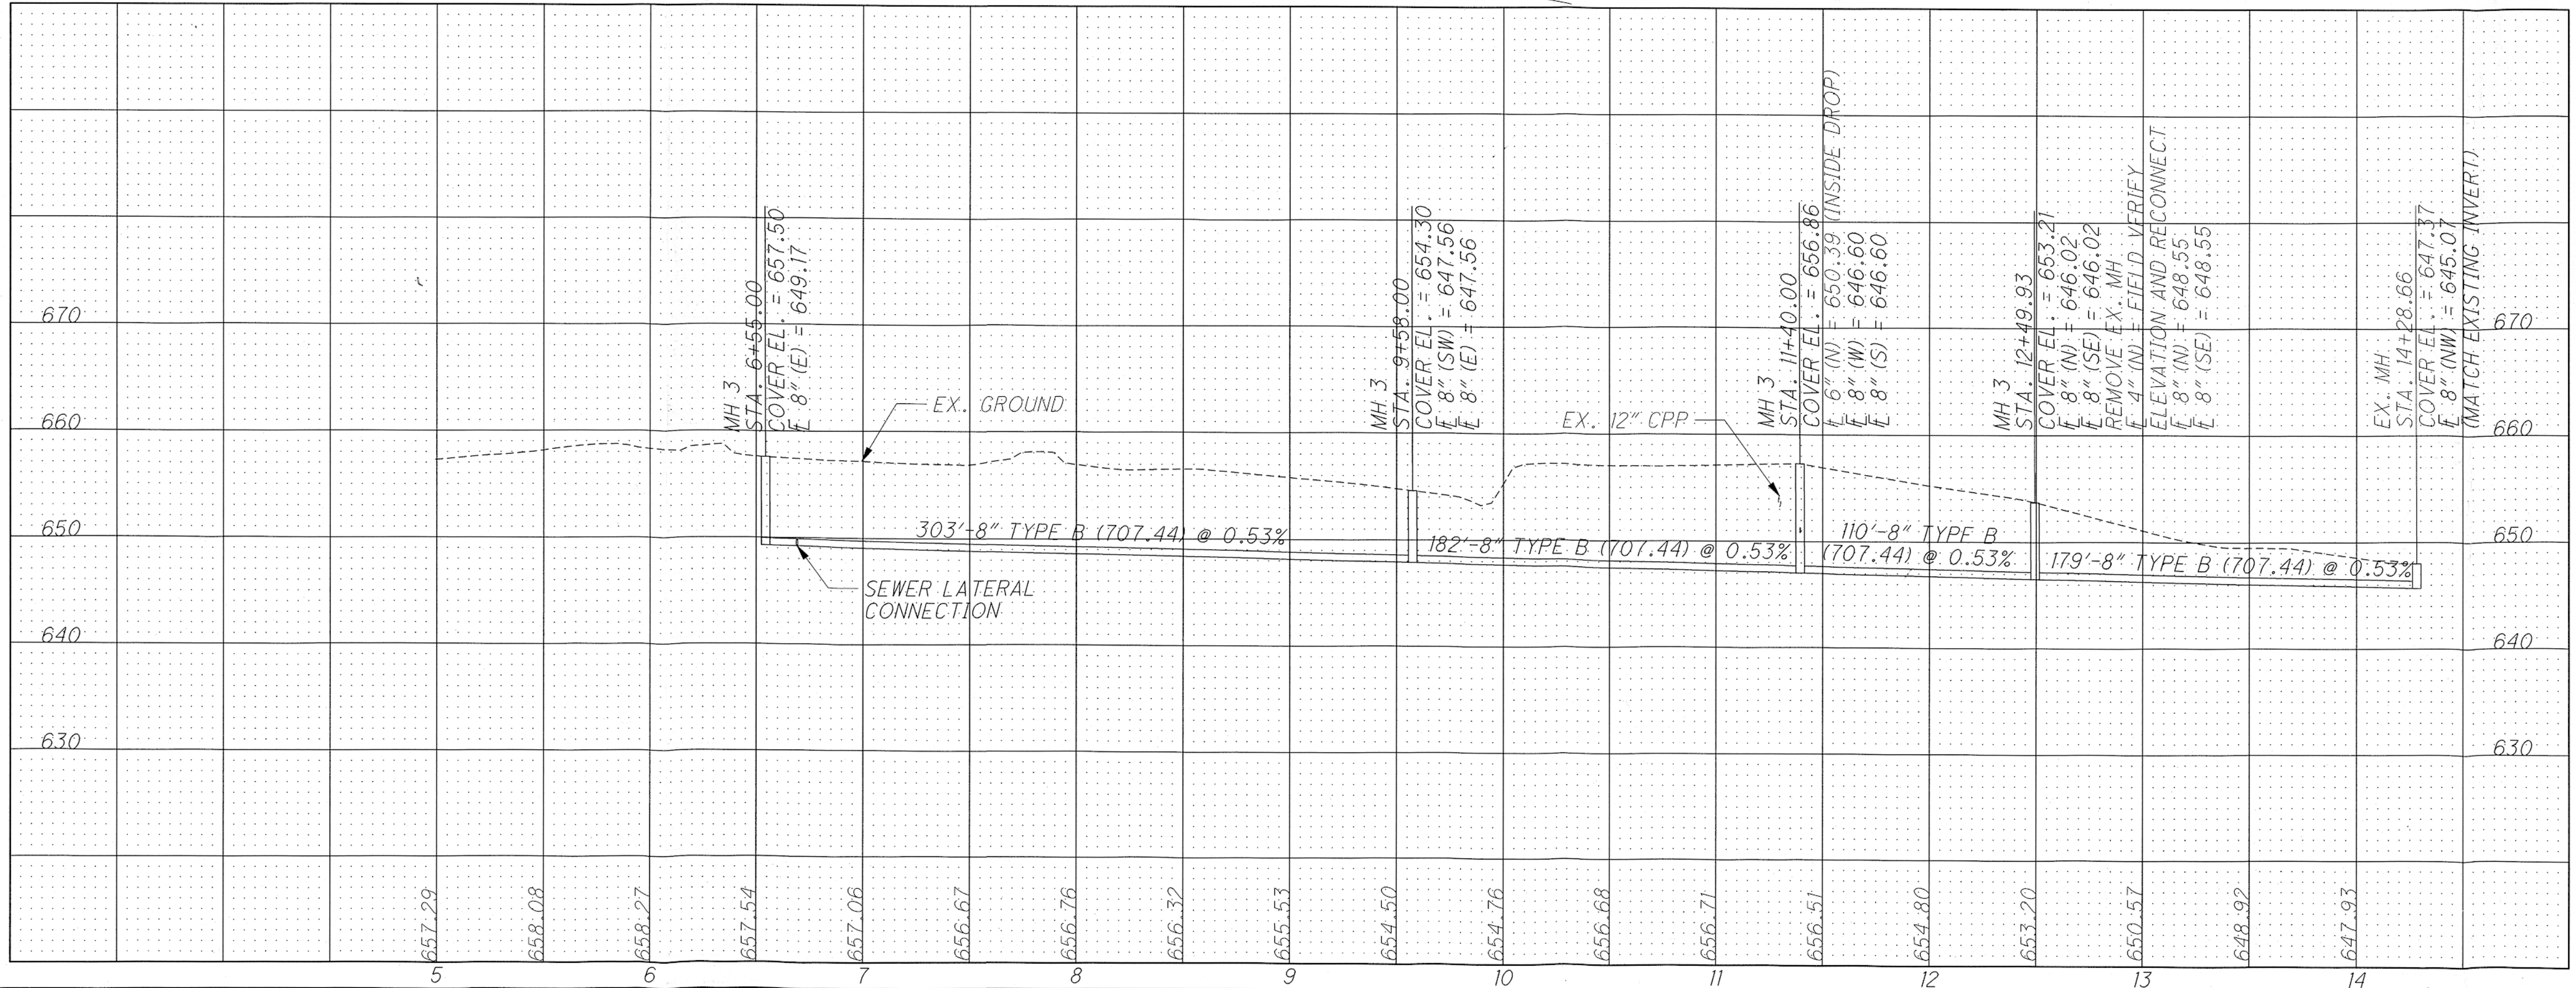 MH 3
STA. 6+55.00
COVER EL. = 657.50
℄ 8" (E) = 649.17
MH 3
STA. 9+58.00
COVER EL. = 654.30
℄ 8" (SW) = 647.56
℄ 8" (E) = 647.56
MH 3
STA. 11+40.00
COVER EL. = 656.86
℄ 6" (N) = 650.39 (INSIDE DROP)
℄ 8" (W) = 646.60
℄ 8" (S) = 646.60
MH 3
STA. 12+49.93
COVER EL. = 653.21
℄ 8" (N) = 646.02
℄ 8" (SE) = 646.02
REMOVE EX. MH
℄ 4" (N) = FIELD VERIFY
ELEVATION AND RECONNECT
℄ 8" (N) = 648.55
℄ 8" (SE) = 648.55
EX. MH
STA. 14+28.66
COVER EL. = 647.37
℄ 8" (NW) = 645.07
(MATCH EXISTING INVERT)
670 670
660 660
EX. GROUND
EX. 12" CPP
650 650
303'-8" TYPE B (707.44) @ 0.53%
182'-8" TYPE B (707.44) @ 0.53%
110'-8" TYPE B
(707.44) @ 0.53%
179'-8" TYPE B (707.44) @ 0.53%
SEWER LATERAL
CONNECTION
640 640
630 630
657.29 658.08 658.27 657.54 657.06 656.67 656.76 656.32 655.53 654.50 654.76 656.68 656.71 656.51 654.80 653.20 650.57 648.92 647.93
5 6 7 8 9 10 11 12 13 14